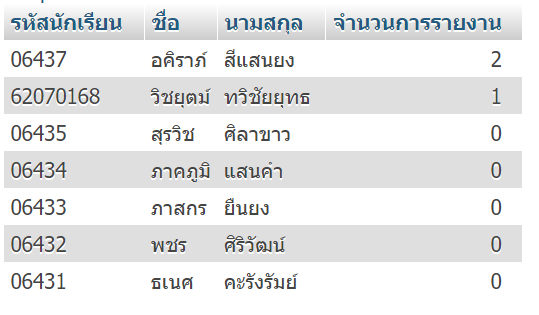 รหัสนักเรียน ชื่อ นามสกุล จำนวนการรายงาน
06437 อคิราภ์ สีแสนยง 2
62070168 วิชยุตม์ ทวิชัยยุทธ 1
06435 สุรวิช ศิลาขาว 0
06434 ภาคภูมิ แสนคำ 0
06433 ภาสกร ยืนยง 0
06432 พชร ศิริวัฒน์ 0
06431 ธเนศ คะรังรัมย์ 0